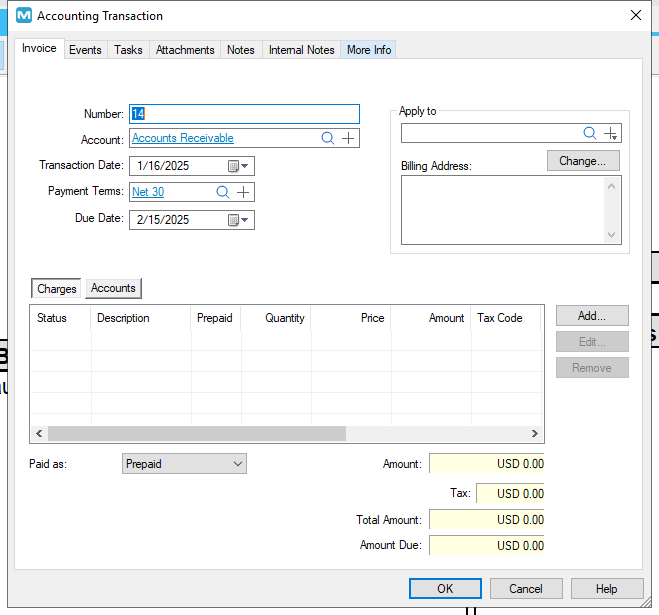 M Accounting Transaction
Invoice Events Tasks Attachments Notes Internal Notes More Info
Number: 14
Account: Accounts Receivable
Transaction Date: 1/16/2025
Payment Terms: Net 30
Due Date: 2/15/2025
Apply to
Billing Address: Change...
Charges Accounts
Status Description Prepaid Quantity Price Amount Tax Code
Add...
Edit...
Remove
Paid as: Prepaid
Amount: USD 0.00
Tax: USD 0.00
Total Amount: USD 0.00
Amount Due: USD 0.00
OK Cancel Help